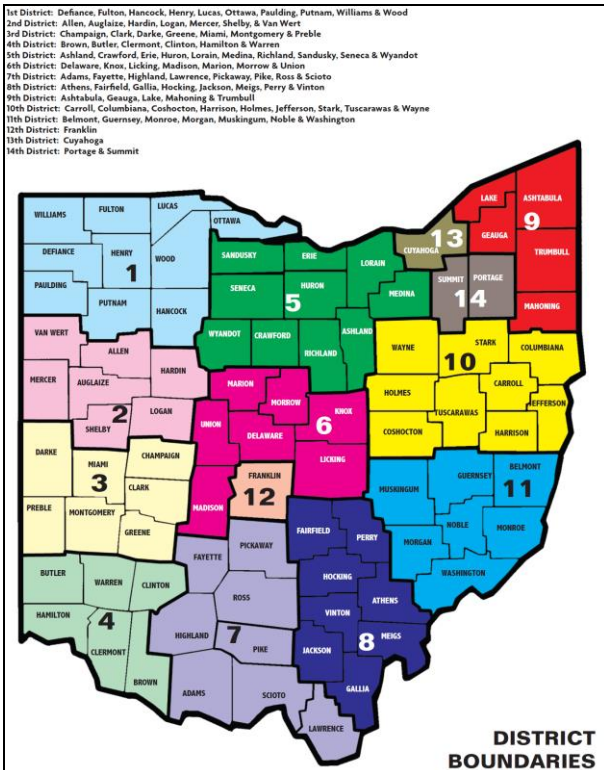 1st District: Defiance, Fulton, Hancock, Henry, Lucas, Ottawa, Paulding, Putnam, Williams & Wood
2nd District: Allen, Auglaize, Hardin, Logan, Mercer, Shelby, & Van Wert
3rd District: Champaign, Clark, Darke, Greene, Miami, Montgomery & Preble
4th District: Brown, Butler, Clermont, Clinton, Hamilton & Warren
5th District: Ashland, Crawford, Erie, Huron, Lorain, Medina, Richland, Sandusky, Seneca & Wyandot
6th District: Delaware, Knox, Licking, Madison, Marion, Morrow & Union
7th District: Adams, Fayette, Highland, Lawrence, Pickaway, Pike, Ross & Scioto
8th District: Athens, Fairfield, Gallia, Hocking, Jackson, Meigs, Perry & Vinton
9th District: Ashtabula, Geauga, Lake, Mahoning & Trumbull
10th District: Carroll, Columbiana, Coshocton, Harrison, Holmes, Jefferson, Stark, Tuscarawas & Wayne
11th District: Belmont, Guernsey, Monroe, Morgan, Muskingum, Noble & Washington
12th District: Franklin
13th District: Cuyahoga
14th District: Portage & Summit
WILLIAMS
FULTON
LUCAS
OTTAWA
DEFIANCE
HENRY
WOOD
1
PAULDING
PUTNAM
HANCOCK
SANDUSKY
ERIE
LORAIN
SENECA
HURON
MEDINA
5
WYANDOT
CRAWFORD
RICHLAND
ASHLAND
LAKE
ASHTABULA
GEAUGA
9
TRUMBULL
MAHONING
CUYAHOGA
13
SUMMIT
PORTAGE
14
VAN WERT
ALLEN
HARDIN
MERCER
AUGLAIZE
LOGAN
2
SHELBY
MARION
MORROW
KNOX
UNION
6
DELAWARE
LICKING
MADISON
WAYNE
STARK
COLUMBIANA
10
HOLMES
CARROLL
TUSCARAWAS
JEFFERSON
COSHOCTON
HARRISON
DARKE
MIAMI
CHAMPAIGN
3
CLARK
PREBLE
MONTGOMERY
GREENE
FRANKLIN
12
MUSKINGUM
GUERNSEY
BELMONT
11
NOBLE
MONROE
MORGAN
WASHINGTON
BUTLER
WARREN
CLINTON
HAMILTON
4
CLERMONT
BROWN
FAYETTE
PICKAWAY
ROSS
HIGHLAND
7
PIKE
ADAMS
SCIOTO
LAWRENCE
FAIRFIELD
PERRY
HOCKING
ATHENS
VINTON
8
MEIGS
JACKSON
GALLIA
DISTRICT
BOUNDARIES